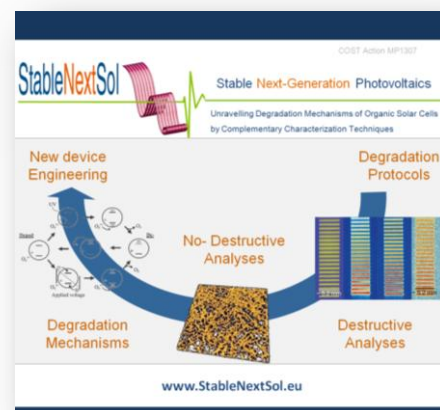 COST Action MP1307
StableNextSol
Stable Next-Generation Photovoltaics
Unravelling Degradation Mechanisms of Organic Solar Cells
by Complementary Characterization Techniques
New device
Engineering
Degradation
Protocols
No- Destructive
Analyses
Applied voltage
Degradation
Mechanisms
Destructive
Analyses
www.StableNextSol.eu